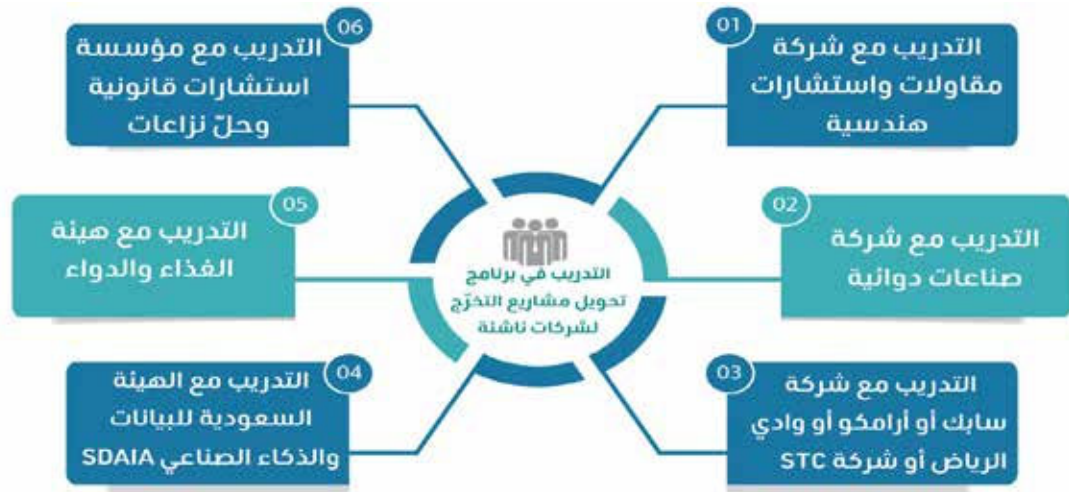 01
التدريب مع شركة
مقاولات واستشارات
هندسية
02
التدريب مع شركة
صناعات دوائية
03
التدريب مع شركة
سابك أو أرامكو أو وادي
الرياض أو شركة STC
04
التدريب مع الهيئة
السعودية للبيانات
والذكاء الصناعي SDAIA
05
التدريب مع هيئة
الغذاء والدواء
06
التدريب مع مؤسسة
استشارات قانونية
وحلّ نزاعات
التدريب في برنامج
تحويل مشاريع التخرّج
لشركات ناشئة